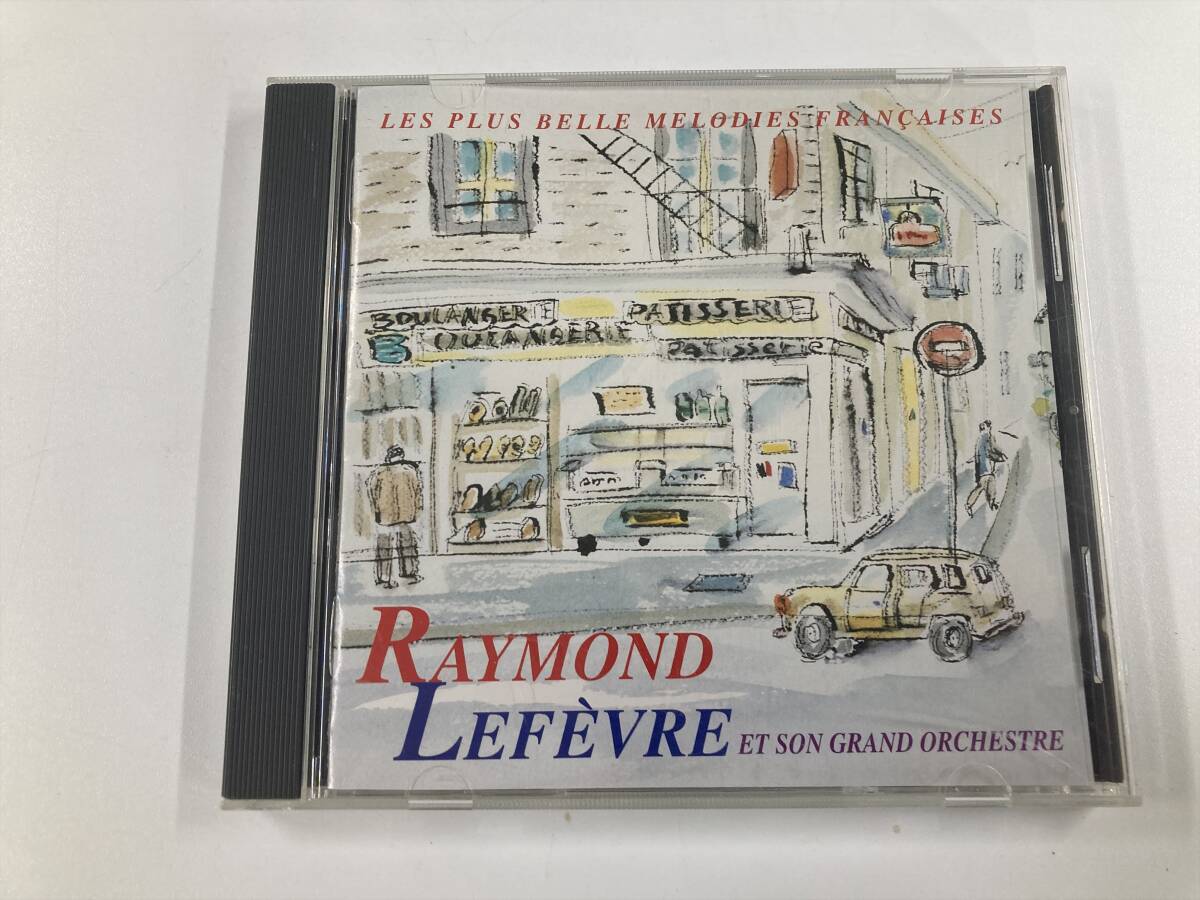 LES PLUS BELLE MELODIES FRANÇAISES
BOULANGERIE PATISSERIE
BOULANGERIE Patisserie
RAYMOND
LEFÈVRE ET SON GRAND ORCHESTRE